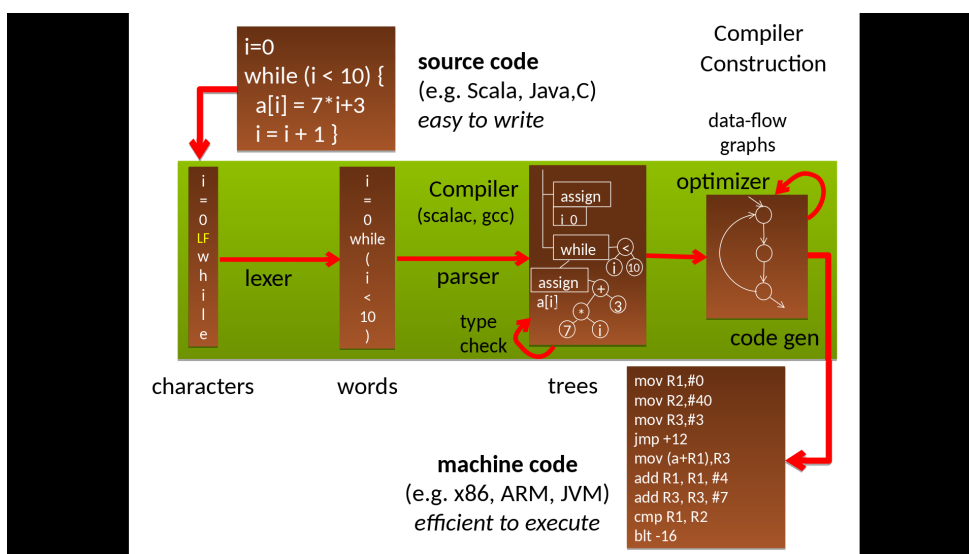 i=0
while (i < 10) {
a[i] = 7*i+3
i = i + 1 }
source code
(e.g. Scala, Java,C)
easy to write
Compiler
Construction
data-flow
graphs
i
=
0
LF
w
h
i
l
e
lexer
i
=
0
while
(
i
<
10
)
Compiler
(scalac, gcc)
parser
type
check
assign
i 0
while
<
i
10
assign
a[i]
+
3
*
7
i
optimizer
code gen
characters
words
trees
machine code
(e.g. x86, ARM, JVM)
efficient to execute
mov R1,#0
mov R2,#40
mov R3,#3
jmp +12
mov (a+R1),R3
add R1, R1, #4
add R3, R3, #7
cmp R1, R2
blt -16